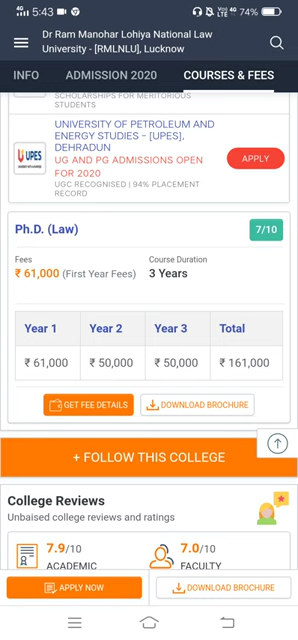 4G 5:43
VoLTE 4G 74%
Dr Ram Manohar Lohiya National Law
University - [RMLNLU], Lucknow
INFO ADMISSION 2020 COURSES & FEES
SCHOLARSHIPS FOR MERITORIOUS
STUDENTS
UNIVERSITY OF PETROLEUM AND
ENERGY STUDIES - [UPES],
DEHRADUN
UPES
UG AND PG ADMISSIONS OPEN
FOR 2020
APPLY
UGC RECOGNISED | 94% PLACEMENT
RECORD
Ph.D. (Law) 7/10
Fees Course Duration
₹ 61,000 (First Year Fees) 3 Years
Year 1 Year 2 Year 3 Total
₹ 61,000 ₹ 50,000 ₹ 50,000 ₹ 161,000
GET FEE DETAILS DOWNLOAD BROCHURE
+ FOLLOW THIS COLLEGE
College Reviews
Unbaised college reviews and ratings
7.9/10 7.0/10
ACADEMIC FACULTY
APPLY NOW DOWNLOAD BROCHURE